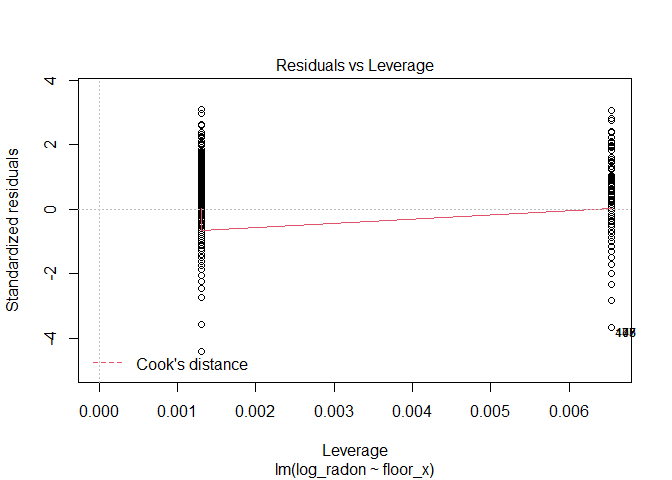 Residuals vs Leverage
4
2
0
-2
-4
Standardized residuals
Cook's distance
0.000 0.001 0.002 0.003 0.004 0.005 0.006
Leverage
lm(log_radon ~ floor_x)